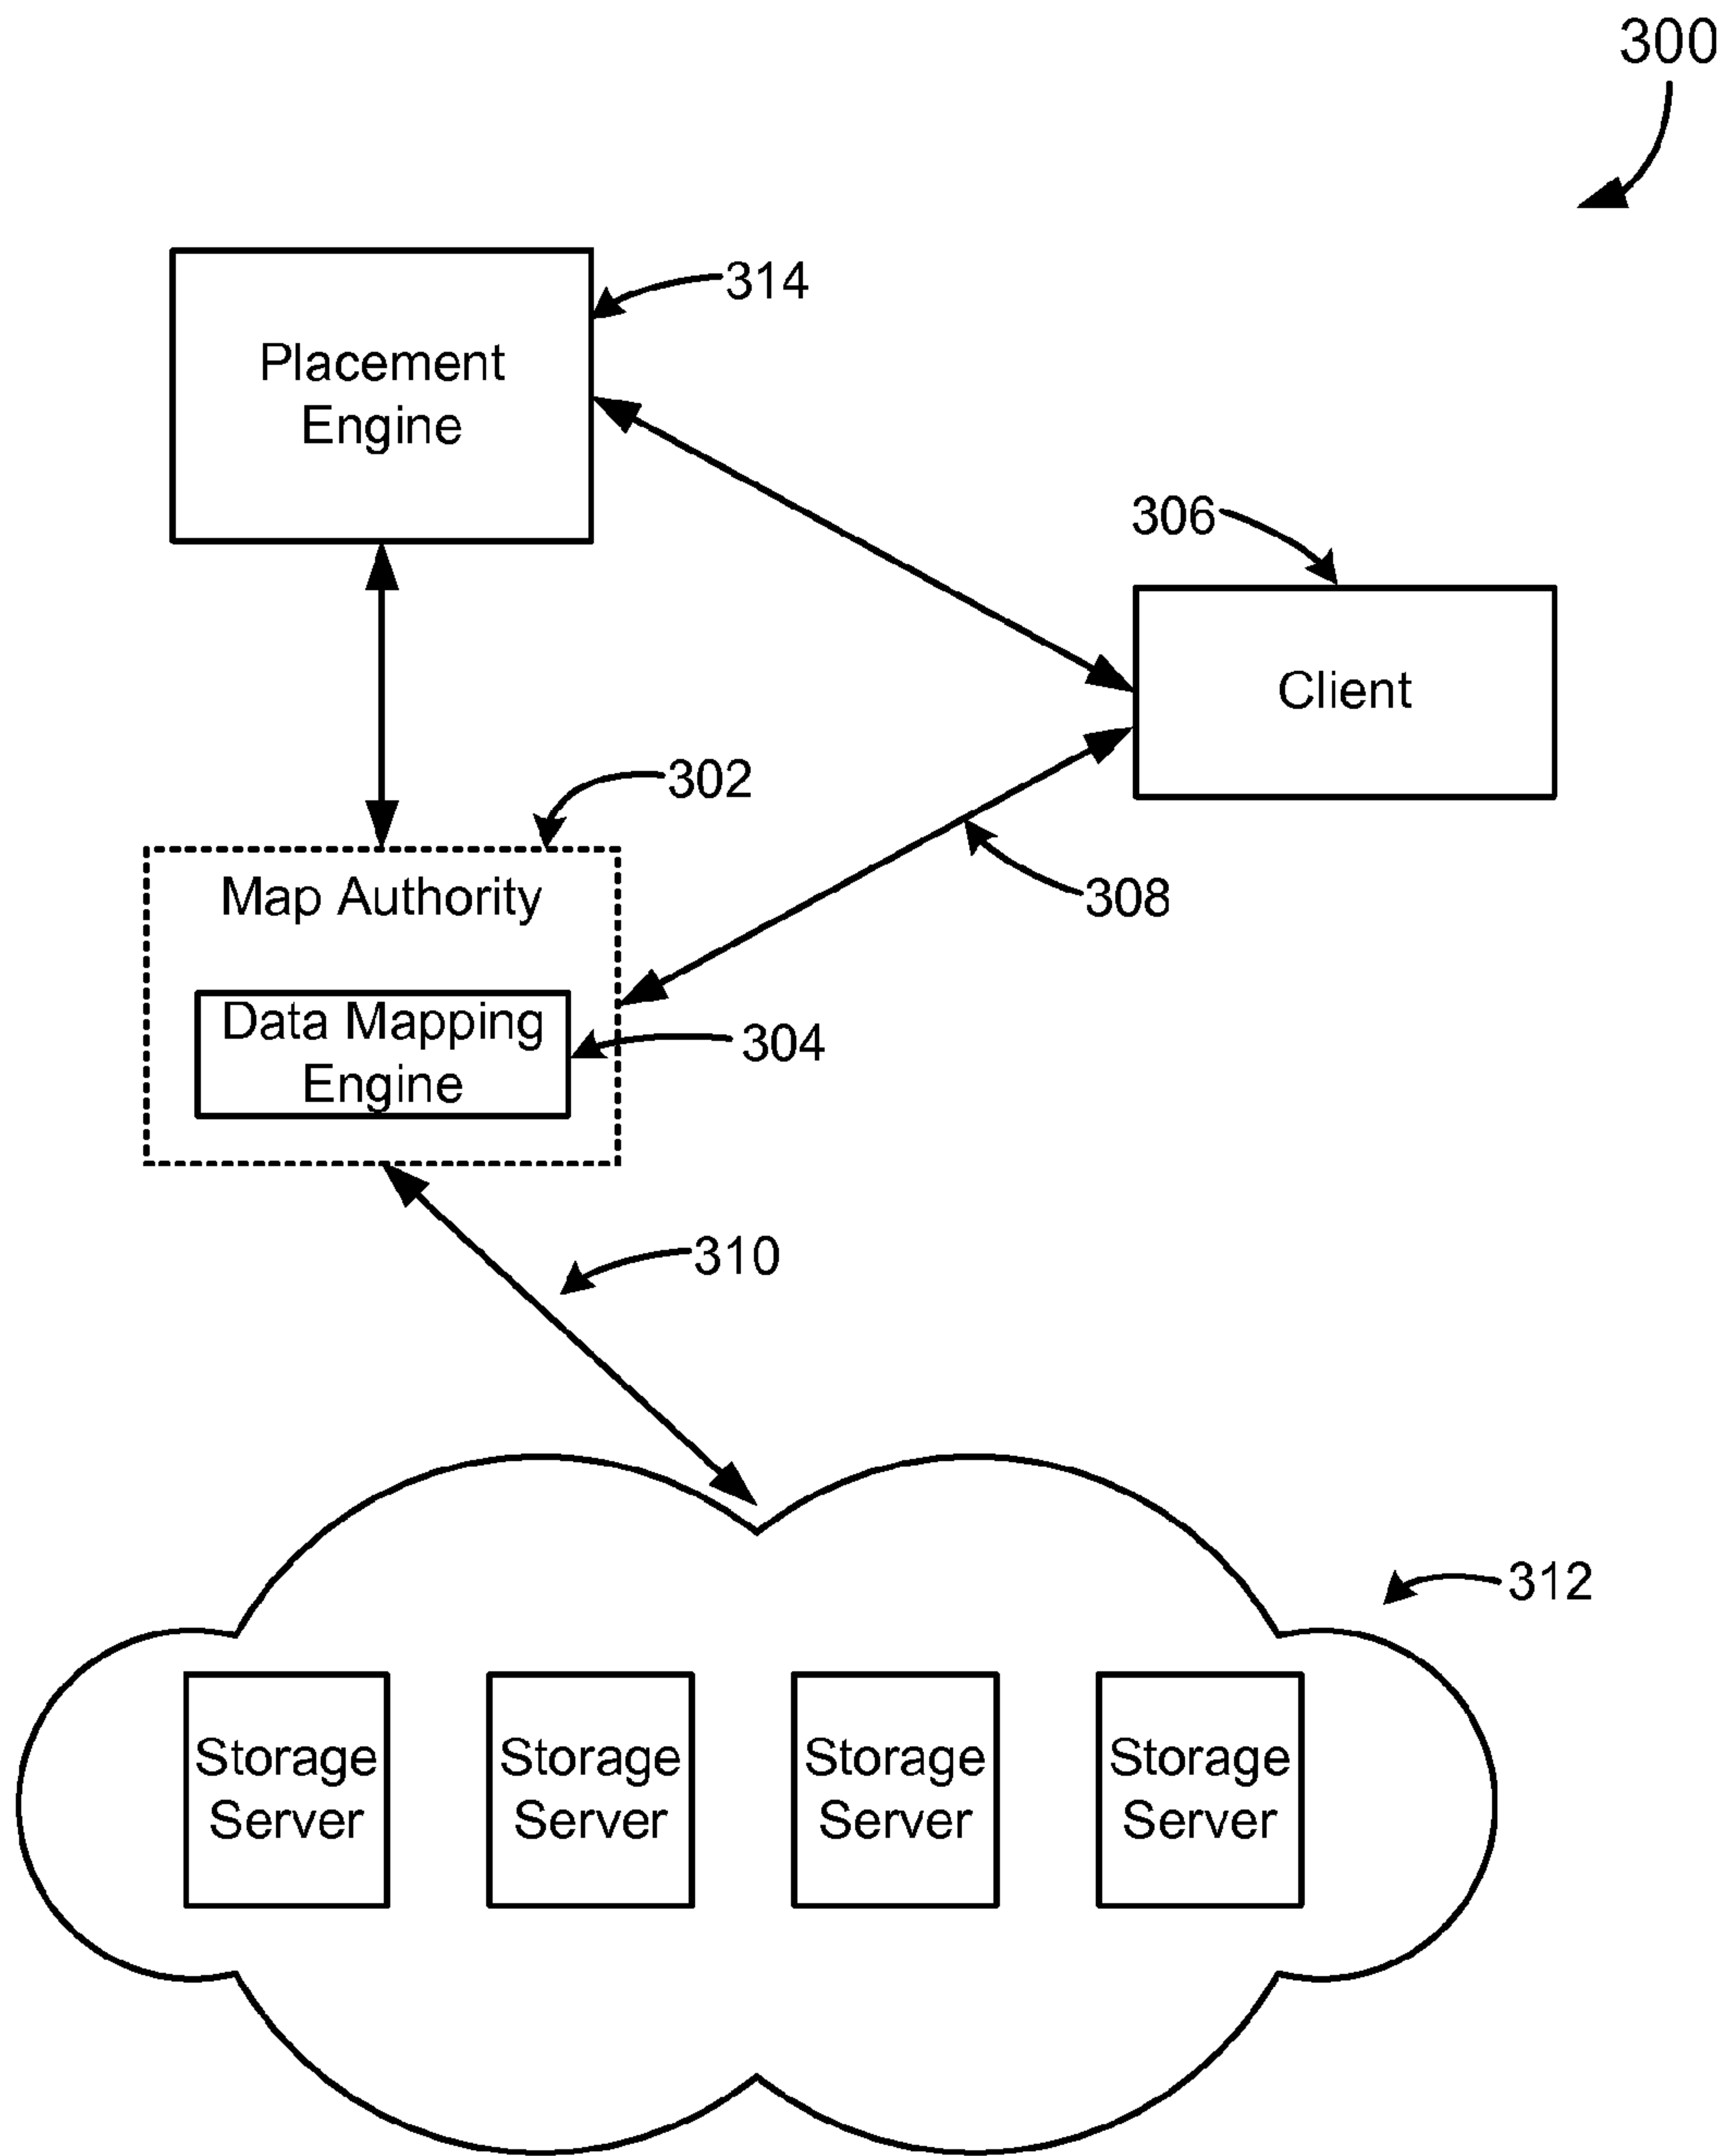 300
314
Placement
Engine
306
Client
302
Map Authority
308
Data Mapping
Engine
304
310
312
Storage
Server
Storage
Server
Storage
Server
Storage
Server